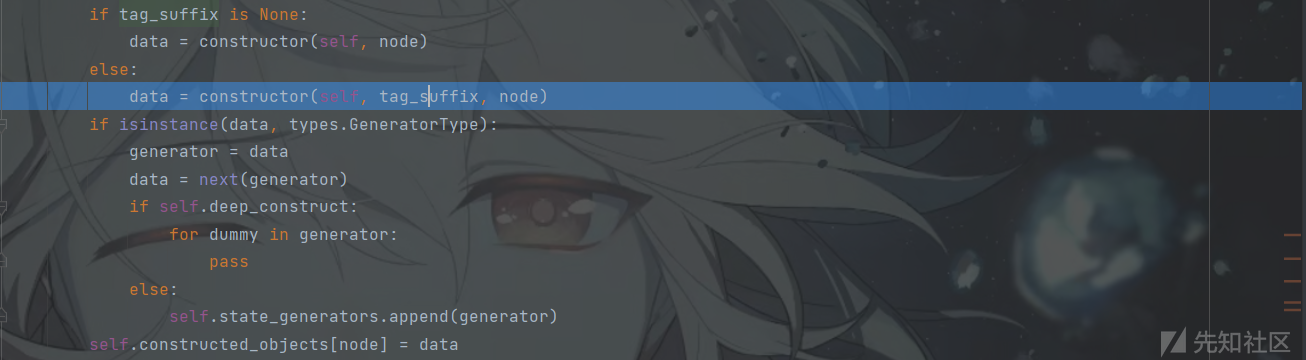 if tag_suffix is None:
data = constructor(self, node)
else:
data = constructor(self, tag_suffix, node)
if isinstance(data, types.GeneratorType):
generator = data
data = next(generator)
if self.deep_construct:
for dummy in generator:
pass
else:
self.state_generators.append(generator)
self.constructed_objects[node] = data
先知社区